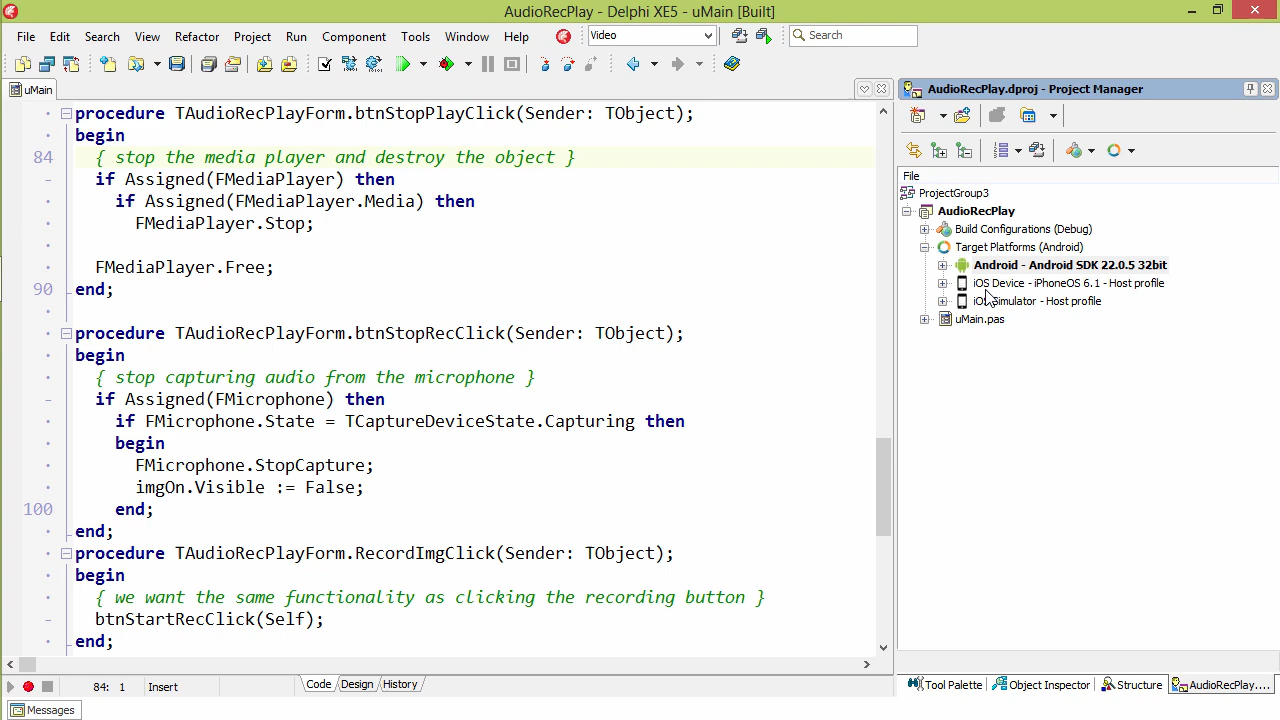 AudioRecPlay - Delphi XE5 - uMain [Built]
File Edit Search View Refactor Project Run Component Tools Window Help Video Search
uMain
AudioRecPlay.dproj - Project Manager
procedure TAudioRecPlayForm.btnStopPlayClick(Sender: TObject);
begin
84 { stop the media player and destroy the object }
if Assigned(FMediaPlayer) then
if Assigned(FMediaPlayer.Media) then
FMediaPlayer.Stop;
FMediaPlayer.Free;
90 end;
procedure TAudioRecPlayForm.btnStopRecClick(Sender: TObject);
begin
{ stop capturing audio from the microphone }
if Assigned(FMicrophone) then
if FMicrophone.State = TCaptureDeviceState.Capturing then
begin
FMicrophone.StopCapture;
imgOn.Visible := False;
100 end;
end;
procedure TAudioRecPlayForm.RecordImgClick(Sender: TObject);
begin
{ we want the same functionality as clicking the recording button }
btnStartRecClick(Self);
end;
File
ProjectGroup3
AudioRecPlay
Build Configurations (Debug)
Target Platforms (Android)
Android - Android SDK 22.0.5 32bit
iOS Device - iPhoneOS 6.1 - Host profile
iOS Simulator - Host profile
uMain.pas
84: 1 Insert Code Design History
Tool Palette Object Inspector Structure AudioRecPlay....
Messages